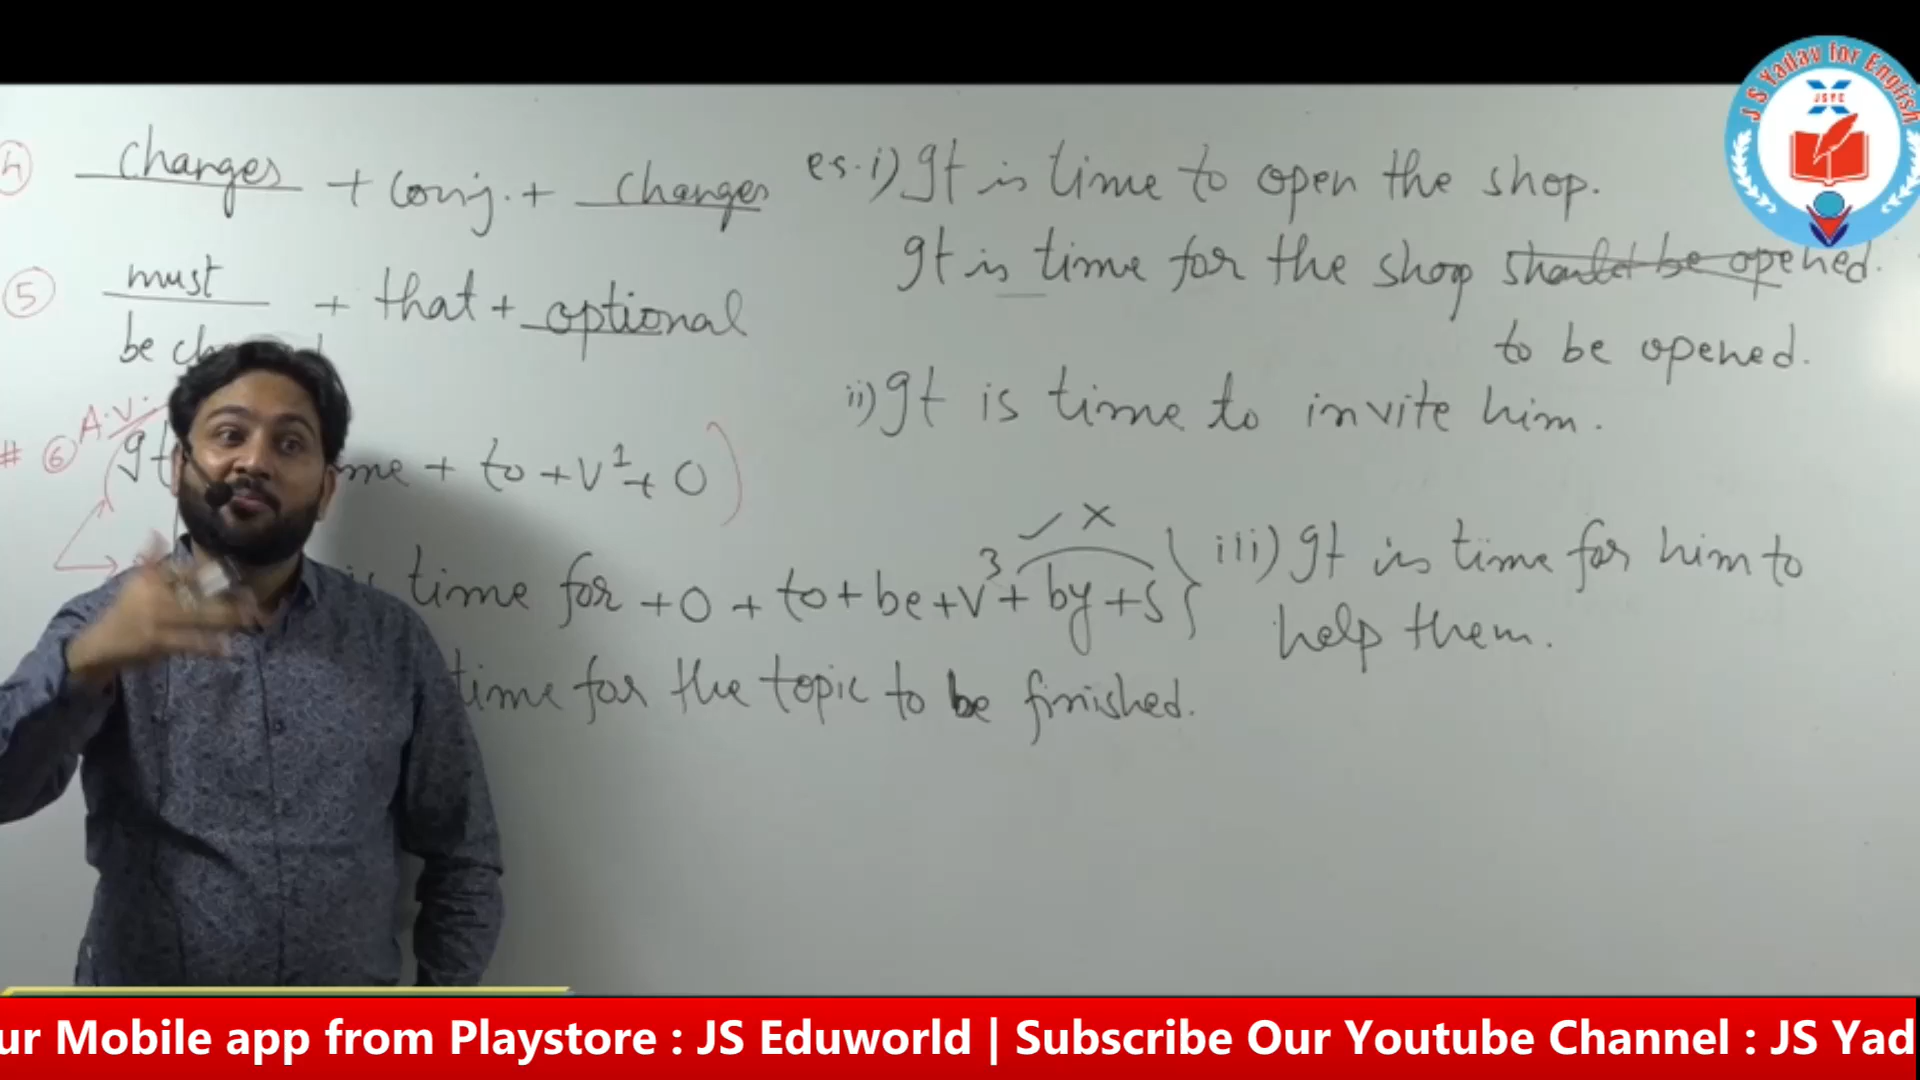 4 changes + conj. + changes
5 must + that + optional
be
# 6 A.V.
It me + to + V1 + O)
time for + O + to + be + V3 + by + S }
time for the topic to be finished.
es. i) It is time to open the shop.
It is time for the shop should be opened.
to be opened.
ii) It is time to invite him.
iii) It is time for him to
help them.
J S Yadav for English
JSYE
ur Mobile app from Playstore : JS Eduworld | Subscribe Our Youtube Channel : JS Yad